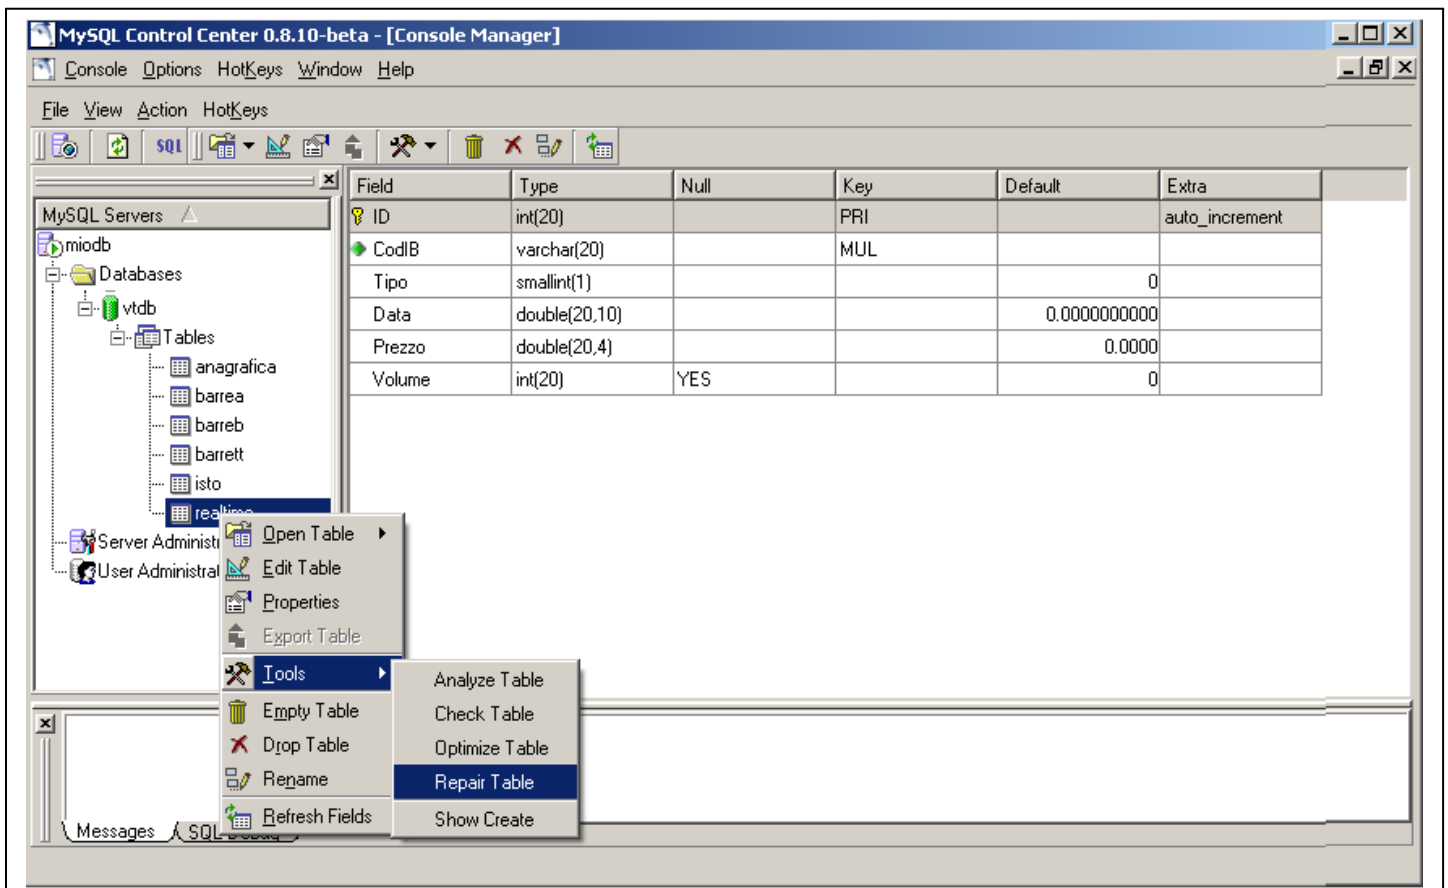 MySQL Control Center 0.8.10-beta - [Console Manager]
Console Options HotKeys Window Help
File View Action HotKeys
SQL
MySQL Servers
miodb
Databases
vtdb
Tables
anagrafica
barrea
barreb
barrett
isto
realtime
Server Administr
User Administrat
Field Type Null Key Default Extra
ID int(20) PRI auto_increment
CodIB varchar(20) MUL
Tipo smallint(1) 0
Data double(20,10) 0.0000000000
Prezzo double(20,4) 0.0000
Volume int(20) YES 0
Open Table
Edit Table
Properties
Export Table
Tools
Empty Table
Drop Table
Rename
Refresh Fields
Analyze Table
Check Table
Optimize Table
Repair Table
Show Create
Messages SQL Debug